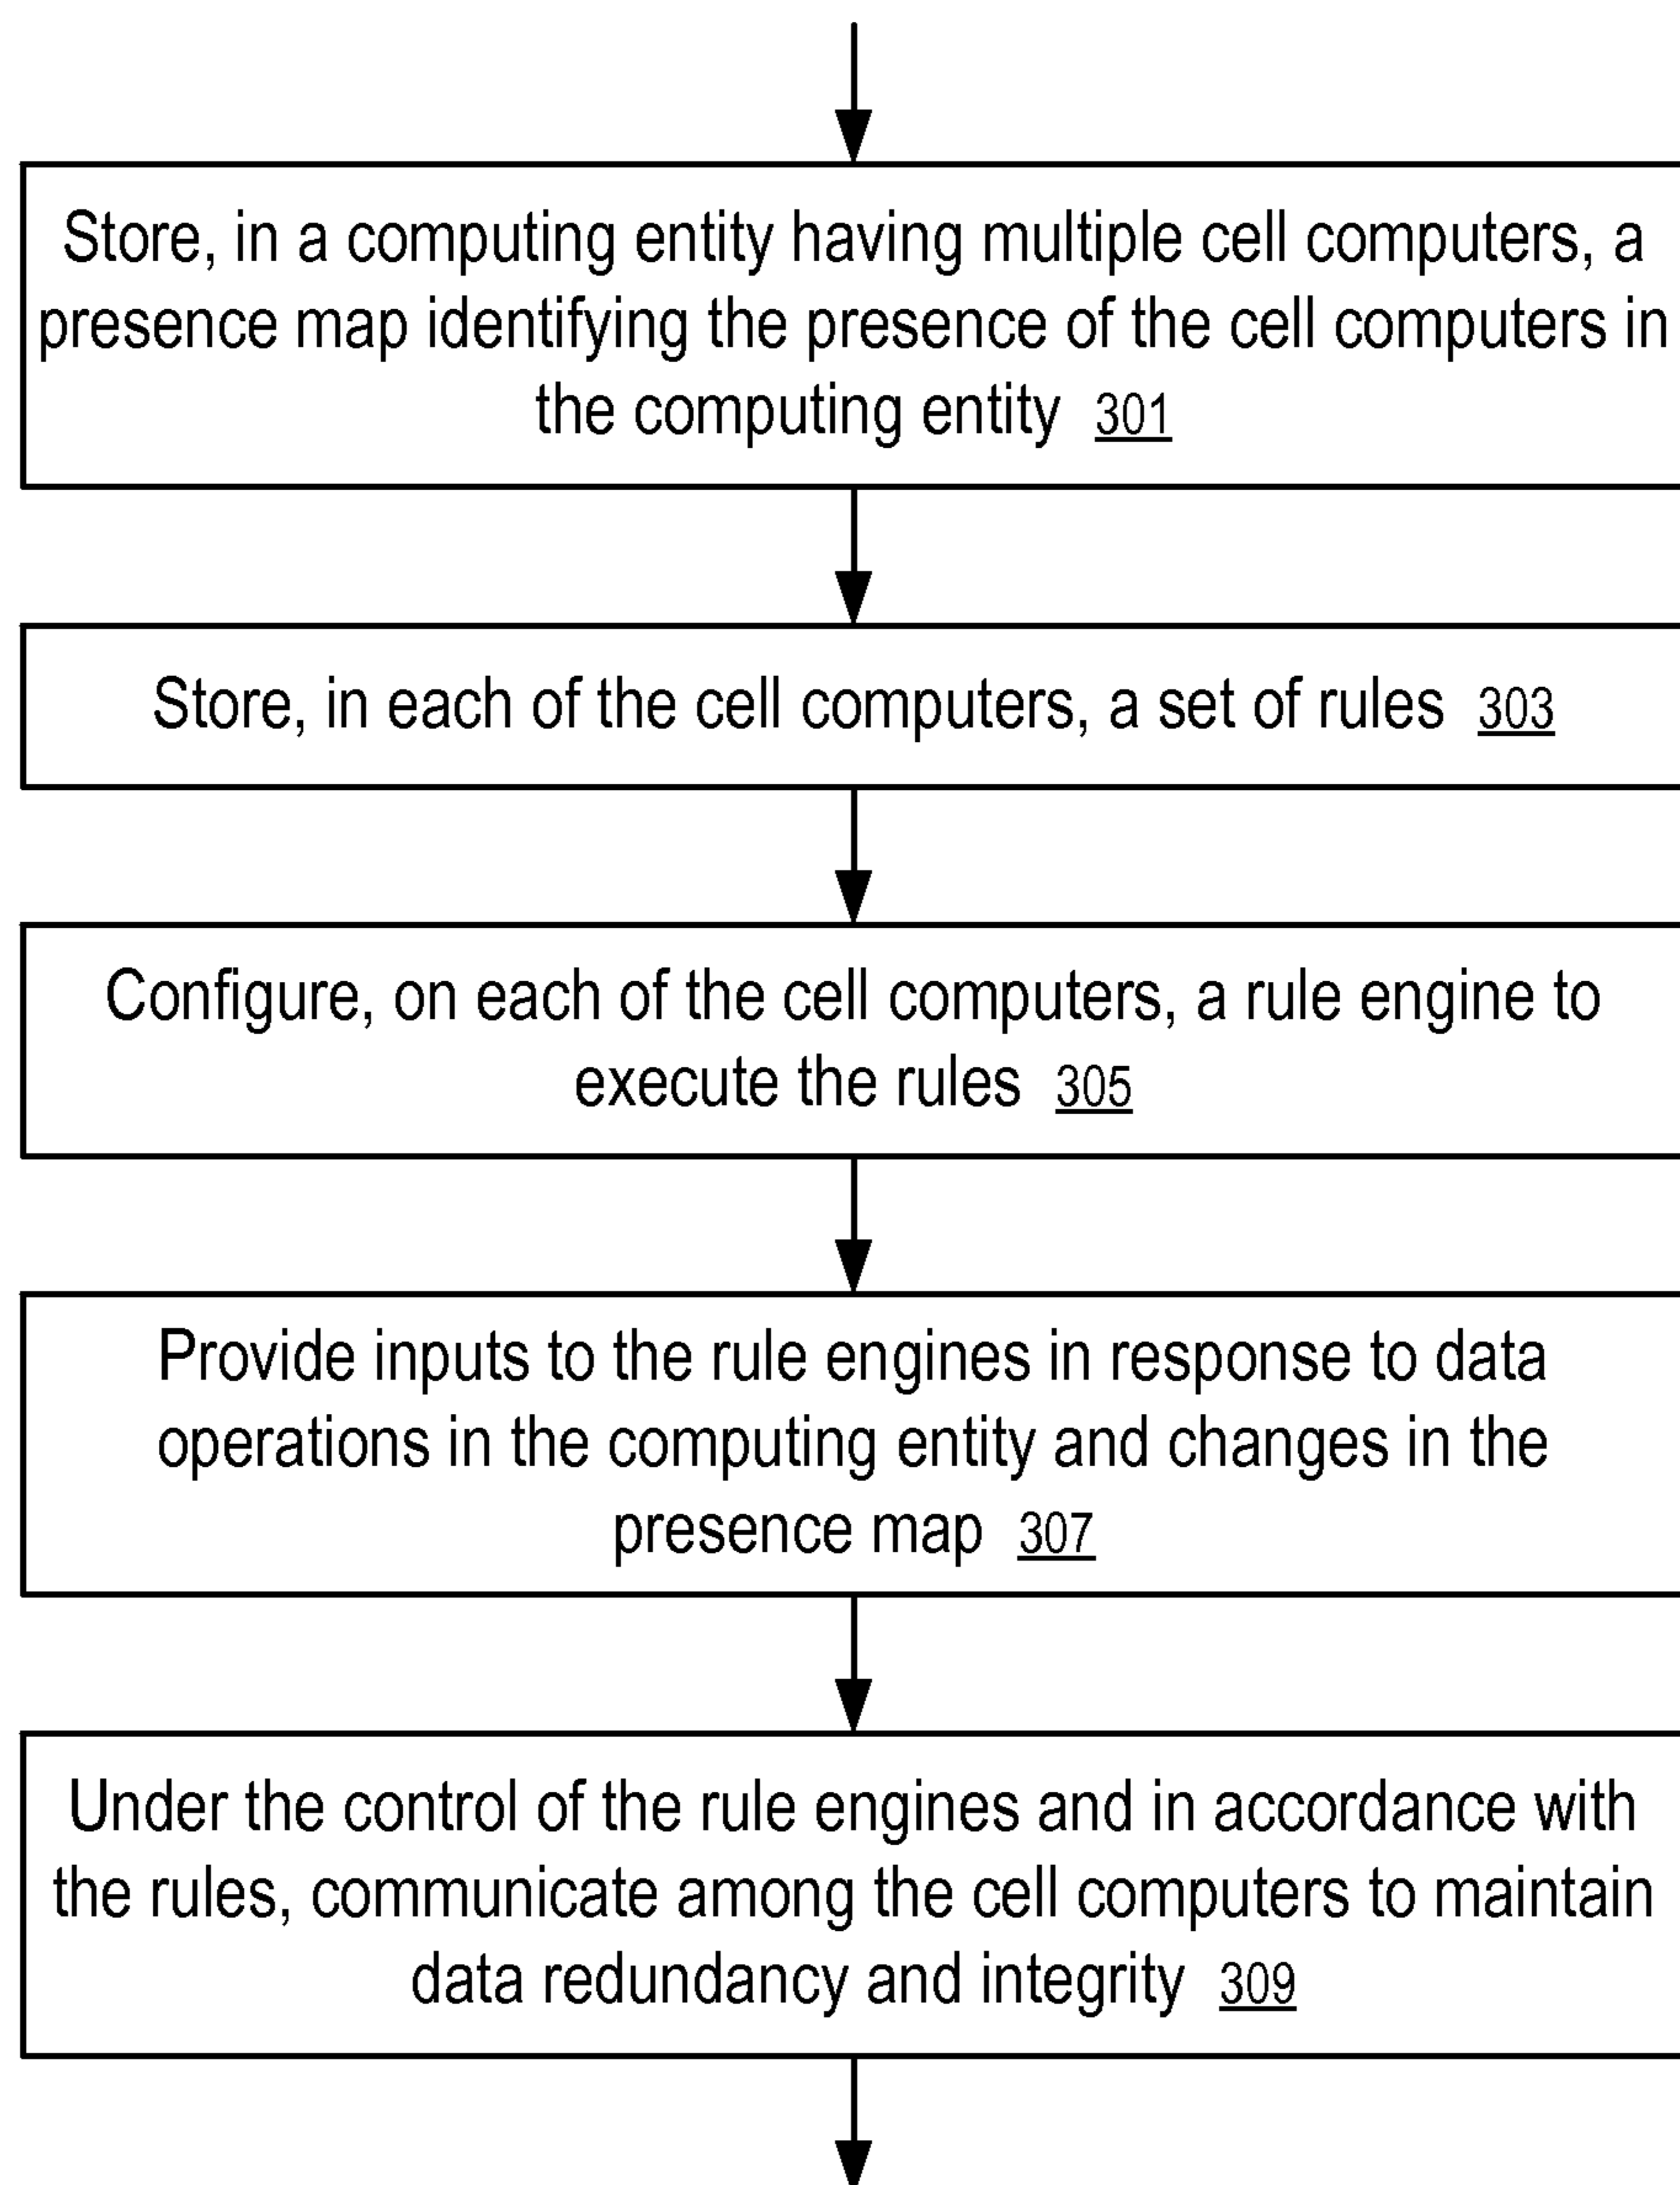 Store, in a computing entity having multiple cell computers, a
presence map identifying the presence of the cell computers in
the computing entity 301
Store, in each of the cell computers, a set of rules 303
Configure, on each of the cell computers, a rule engine to
execute the rules 305
Provide inputs to the rule engines in response to data
operations in the computing entity and changes in the
presence map 307
Under the control of the rule engines and in accordance with
the rules, communicate among the cell computers to maintain
data redundancy and integrity 309